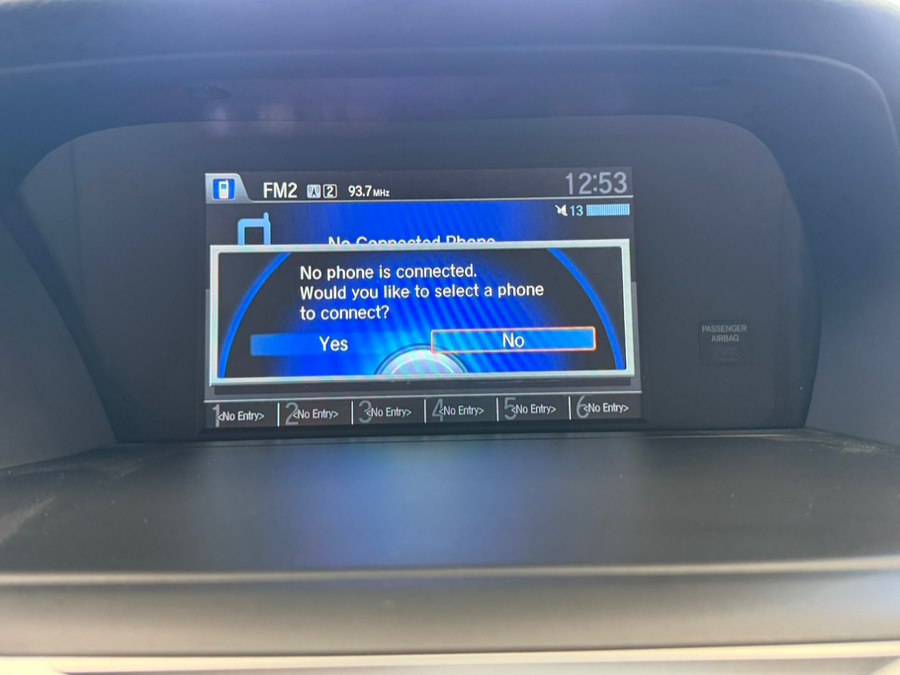 FM2 2 93.7MHz 12:53
13
No Connected Phone
No phone is connected.
Would you like to select a phone
to connect?
Yes No
1 <No Entry> 2 <No Entry> 3 <No Entry> 4 <No Entry> 5 <No Entry> 6 <No Entry>
PASSENGER
AIRBAG